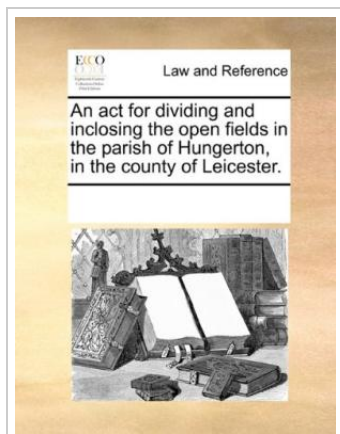 ECCO
Law and Reference
An act for dividing and
inclosing the open fields in
the parish of Hungerton,
in the county of Leicester.